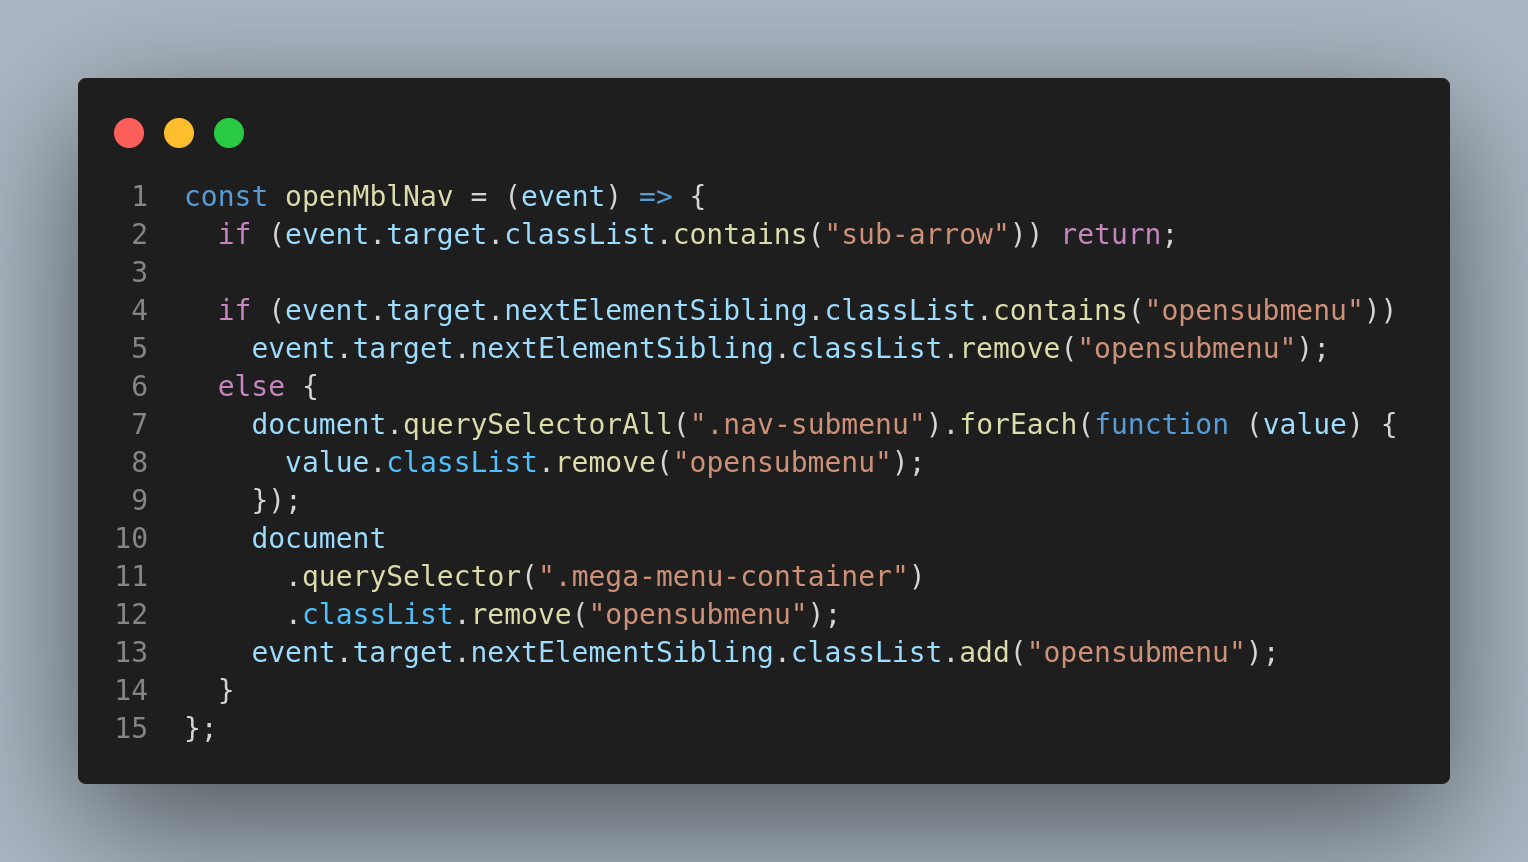 1 const openMblNav = (event) => {
2   if (event.target.classList.contains("sub-arrow")) return;
3
4   if (event.target.nextElementSibling.classList.contains("opensubmenu"))
5     event.target.nextElementSibling.classList.remove("opensubmenu");
6   else {
7     document.querySelectorAll(".nav-submenu").forEach(function (value) {
8       value.classList.remove("opensubmenu");
9     });
10     document
11       .querySelector(".mega-menu-container")
12       .classList.remove("opensubmenu");
13     event.target.nextElementSibling.classList.add("opensubmenu");
14   }
15 };